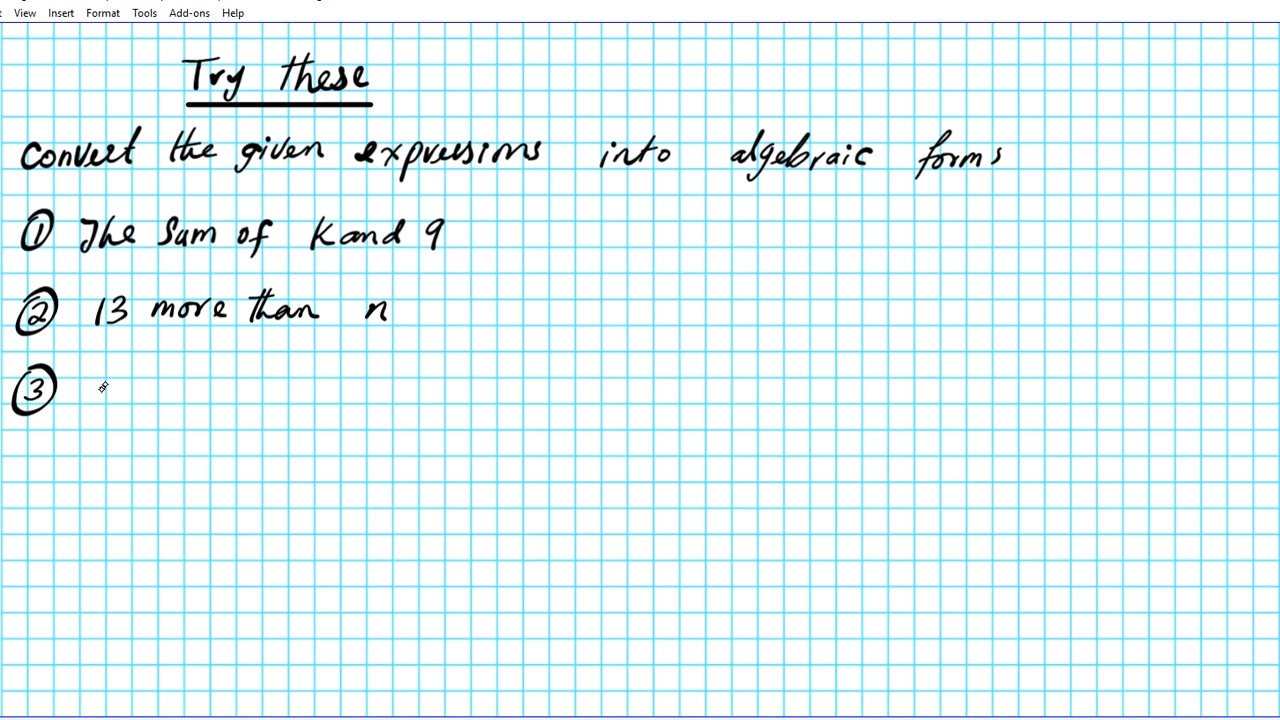 View Insert Format Tools Add-ons Help
Try these
Convert the given expressions into algebraic forms
① The Sum of K and 9
② 13 more than n
③